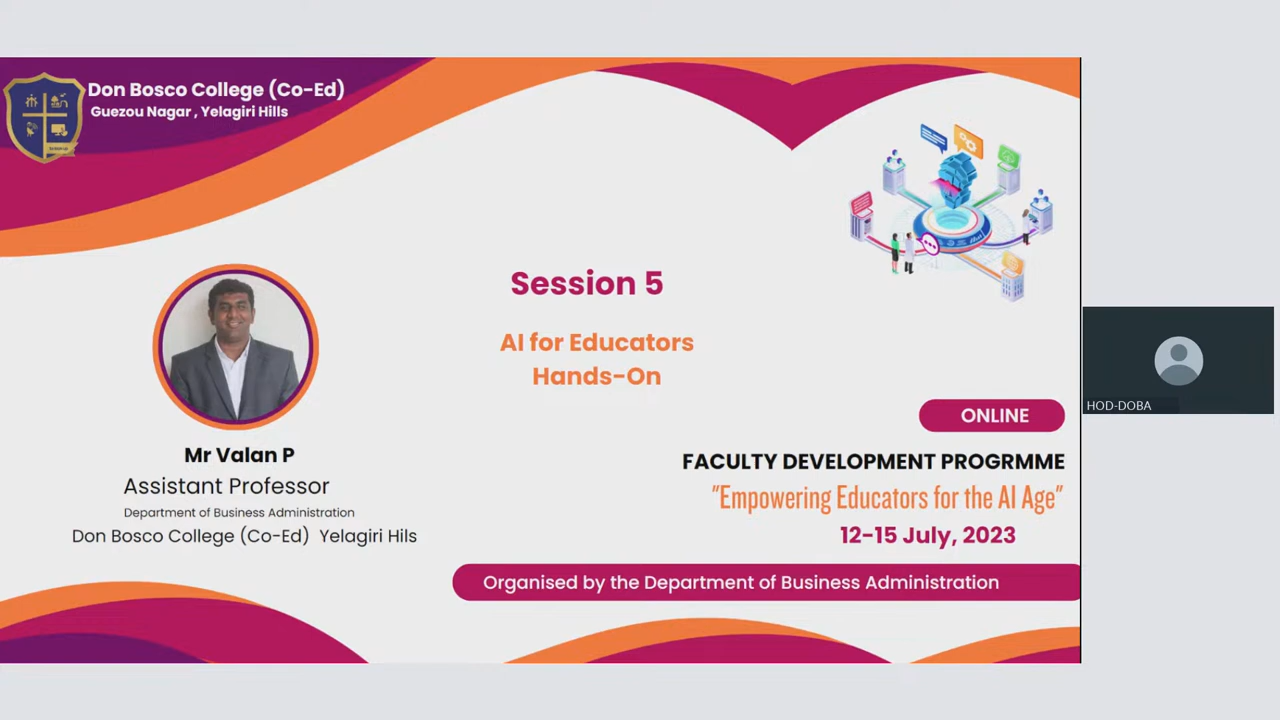 Don Bosco College (Co-Ed)
Guezou Nagar , Yelagiri Hills
Session 5
AI for Educators
Hands-On
Mr Valan P
Assistant Professor
Department of Business Administration
Don Bosco College (Co-Ed) Yelagiri Hils
ONLINE
FACULTY DEVELOPMENT PROGRMME
"Empowering Educators for the AI Age"
12-15 July, 2023
Organised by the Department of Business Administration
HOD-DOBA